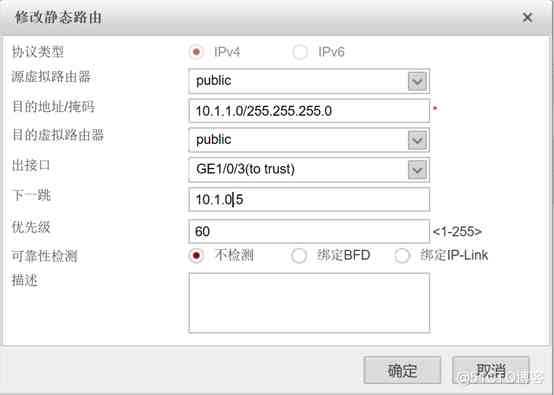 修改静态路由
协议类型 IPv4 IPv6
源虚拟路由器 public
目的地址/掩码 10.1.1.0/255.255.255.0 *
目的虚拟路由器 public
出接口 GE1/0/3(to trust)
下一跳 10.1.0.5
优先级 60 <1-255>
可靠性检测 不检测 绑定BFD 绑定IP-Link
描述
确定 取消
@51CTO博客